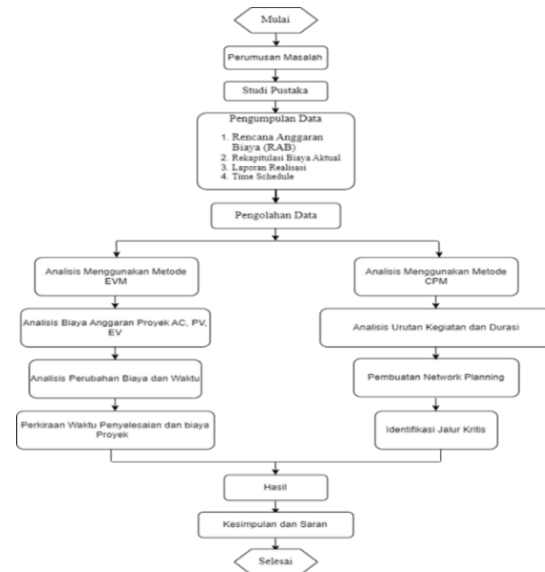 Mulai
Perumusan Masalah
Studi Pustaka
Pengumpulan Data
1. Rencana Anggaran
Biaya (RAB)
2. Rekapitulasi Biaya Aktual
3. Laporan Realisasi
4. Time Schedule
Pengolahan Data
Analisis Menggunakan Metode
EVM
Analisis Biaya Anggaran Proyek AC, PV,
EV
Analisis Perubahan Biaya dan Waktu
Perkiraan Waktu Penyelesaian dan biaya
Proyek
Analisis Menggunakan Metode
CPM
Analisis Urutan Kegiatan dan Durasi
Pembuatan Network Planning
Identifikasi Jalur Kritis
Hasil
Kesimpulan dan Saran
Selesai